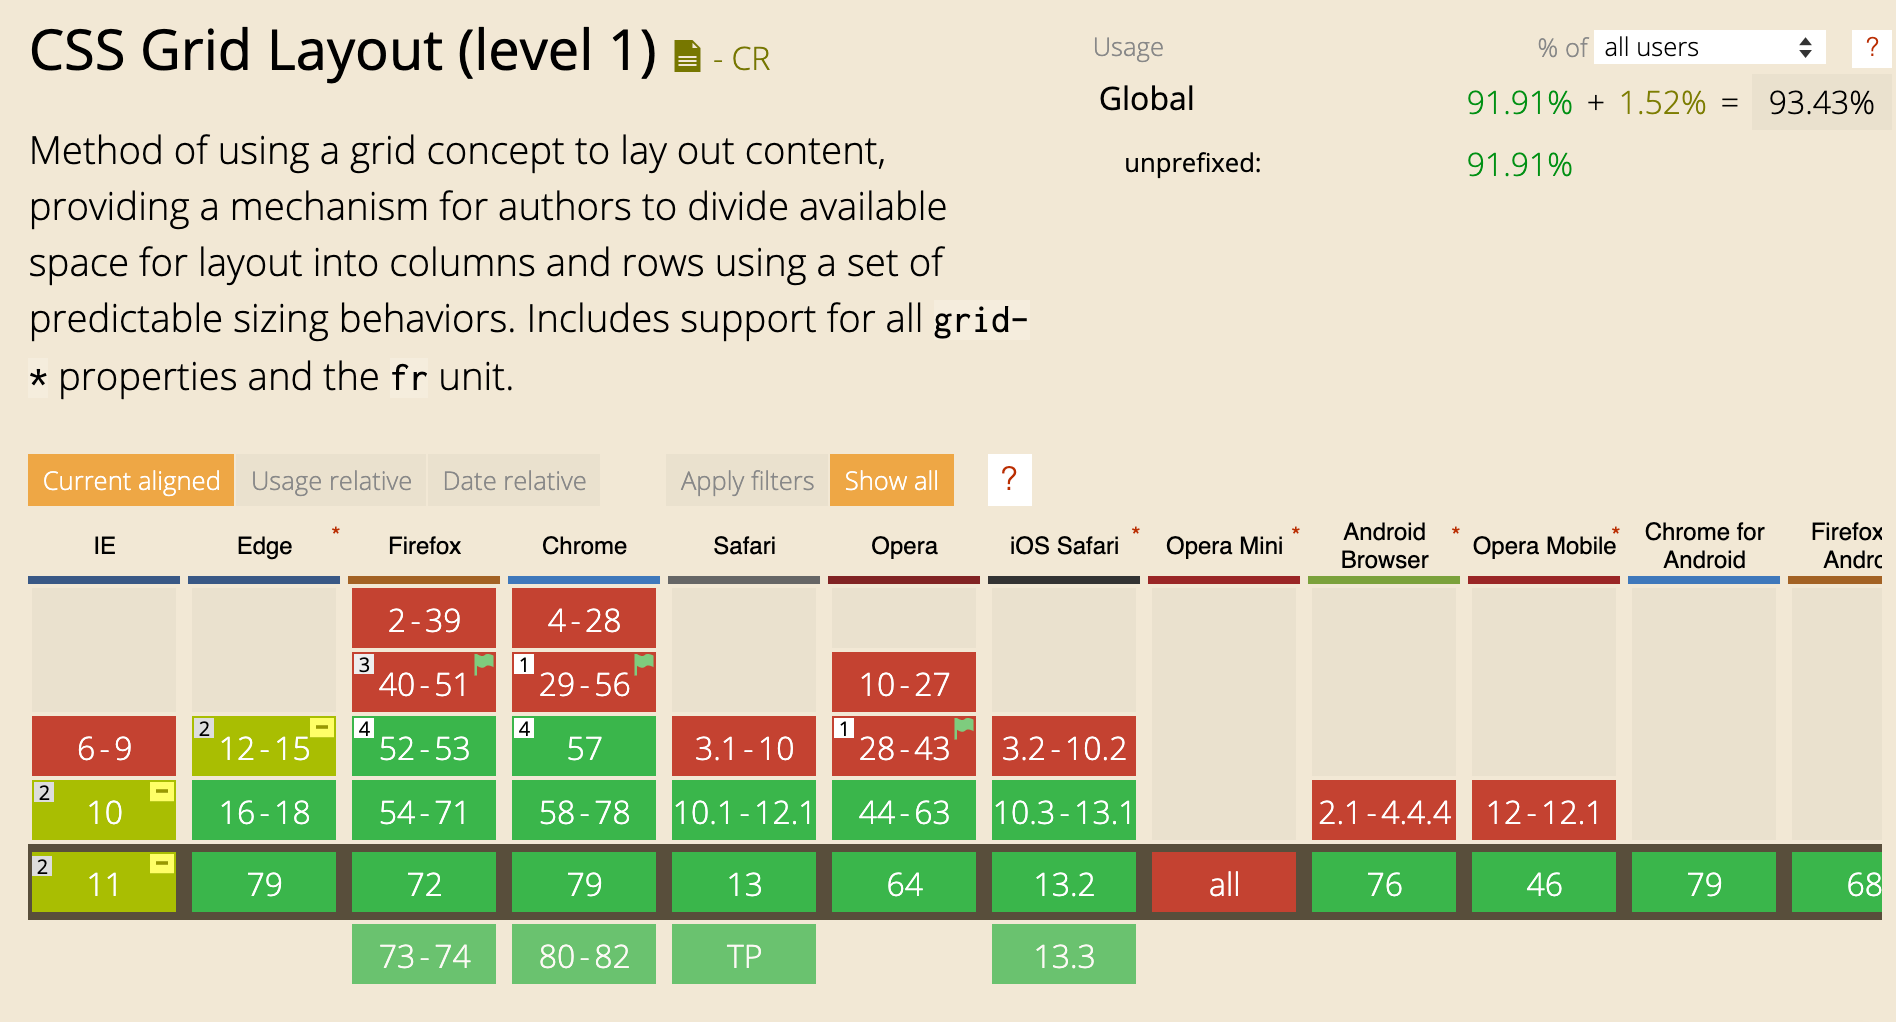 CSS Grid Layout (level 1) - CR
Usage % of all users ?
Global 91.91% + 1.52% = 93.43%
unprefixed: 91.91%
Method of using a grid concept to lay out content,
providing a mechanism for authors to divide available
space for layout into columns and rows using a set of
predictable sizing behaviors. Includes support for all grid-
* properties and the fr unit.
Current aligned Usage relative Date relative Apply filters Show all ?
IE Edge * Firefox Chrome Safari Opera iOS Safari * Opera Mini * Android Browser * Opera Mobile * Chrome for Android Firefox Andro
2-39 4-28
3 40-51 1 29-56 10-27
6-9 2 12-15 4 52-53 4 57 3.1-10 1 28-43 3.2-10.2
2 10 16-18 54-71 58-78 10.1-12.1 44-63 10.3-13.1 2.1-4.4.4 12-12.1
2 11 79 72 79 13 64 13.2 all 76 46 79 68
73-74 80-82 TP 13.3